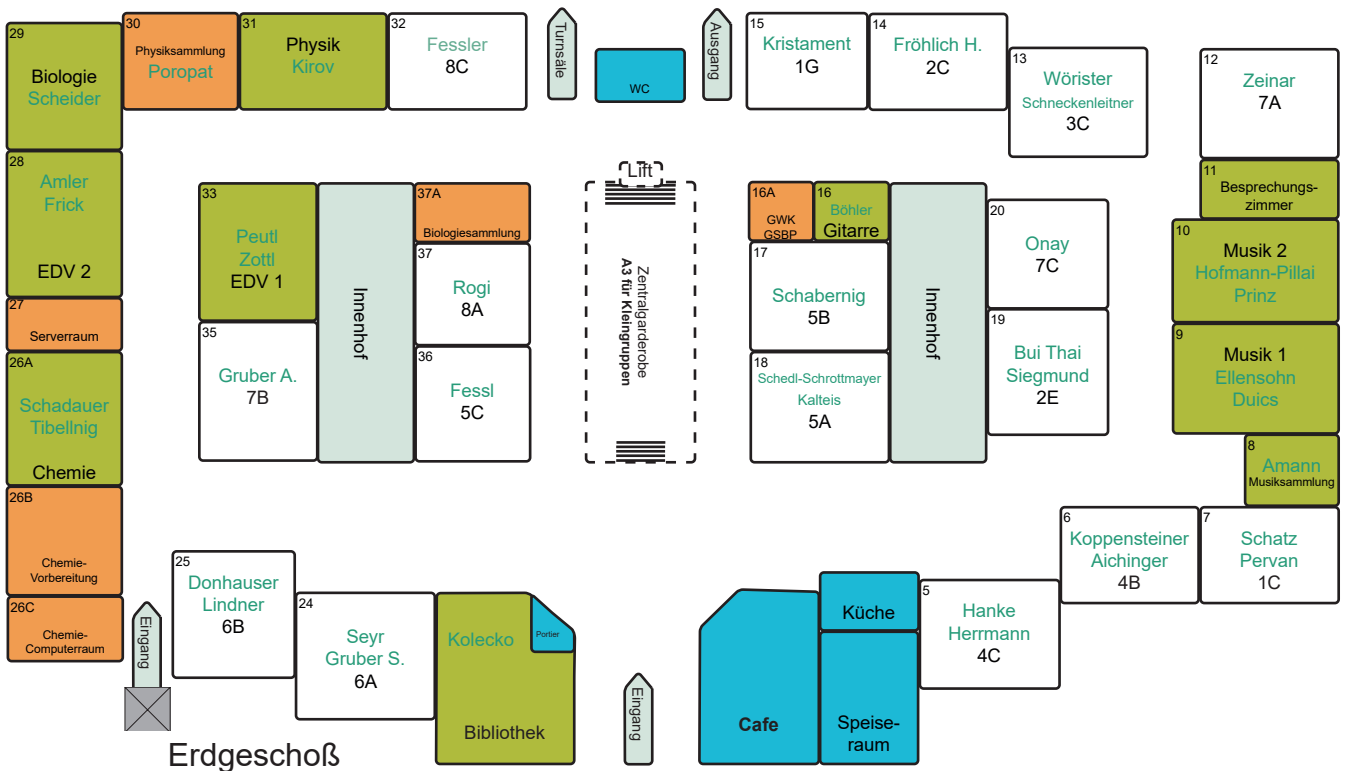 29
Biologie
Scheider
30
Physiksammlung
Poropat
31
Physik
Kirov
32
Fessler
8C
Turnsäle
WC
Ausgang
15
Kristament
1G
14
Fröhlich H.
2C
13
Wörister
Schneckenleitner
3C
12
Zeinar
7A
28
Amler
Frick
EDV 2
33
Peutl
Zottl
EDV 1
Innenhof
37A
Biologiesammlung
37
Rogi
8A
Lift
Zentralgarderobe
A3 für Kleingruppen
16A
GWK
GSBP
16
Böhler
Gitarre
17
Schabernig
5B
Innenhof
20
Onay
7C
11
Besprechungs-
zimmer
10
Musik 2
Hofmann-Pillai
Prinz
27
Serverraum
26A
Schadauer
Tibellnig
Chemie
35
Gruber A.
7B
36
Fessl
5C
18
Schedl-Schrottmayer
Kalteis
5A
19
Bui Thai
Siegmund
2E
9
Musik 1
Ellensohn
Duics
8
Amann
Musiksammlung
26B
Chemie-
Vorbereitung
26C
Chemie-
Computerraum
Eingang
25
Donhauser
Lindner
6B
24
Seyr
Gruber S.
6A
Kolecko
Portier
Bibliothek
Eingang
Cafe
Küche
Speise-
raum
5
Hanke
Herrmann
4C
6
Koppensteiner
Aichinger
4B
7
Schatz
Pervan
1C
Erdgeschoß